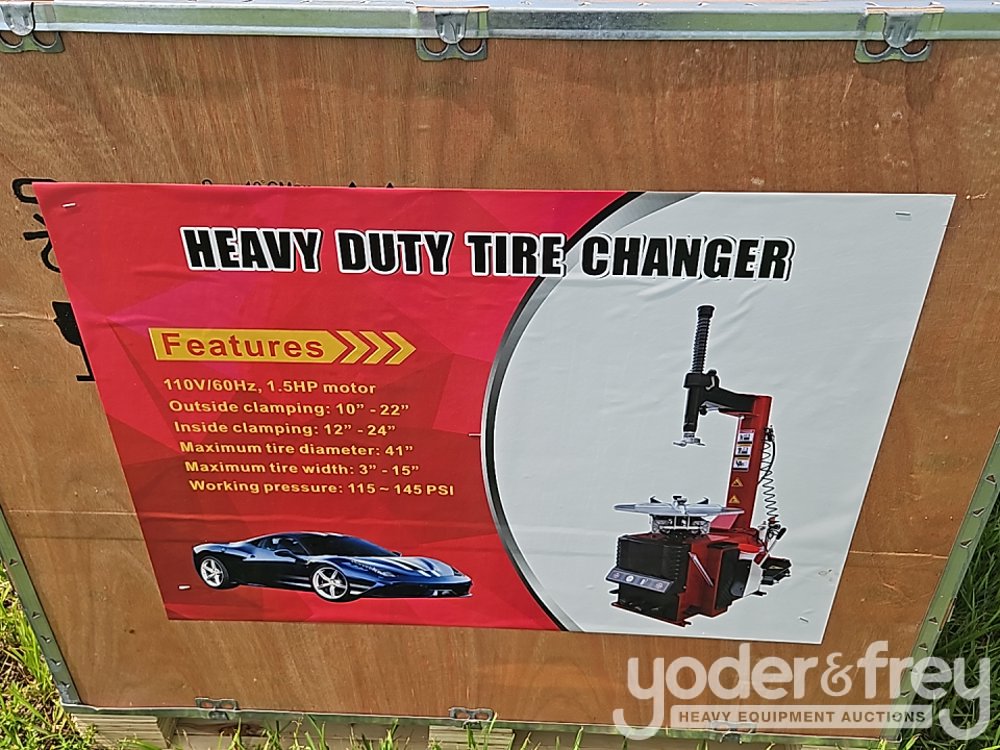 HEAVY DUTY TIRE CHANGER
Features
110V/60Hz, 1.5HP motor
Outside clamping: 10” - 22”
Inside clamping: 12” - 24”
Maximum tire diameter: 41”
Maximum tire width: 3” - 15”
Working pressure: 115 ~ 145 PSI
yoder&frey
HEAVY EQUIPMENT AUCTIONS